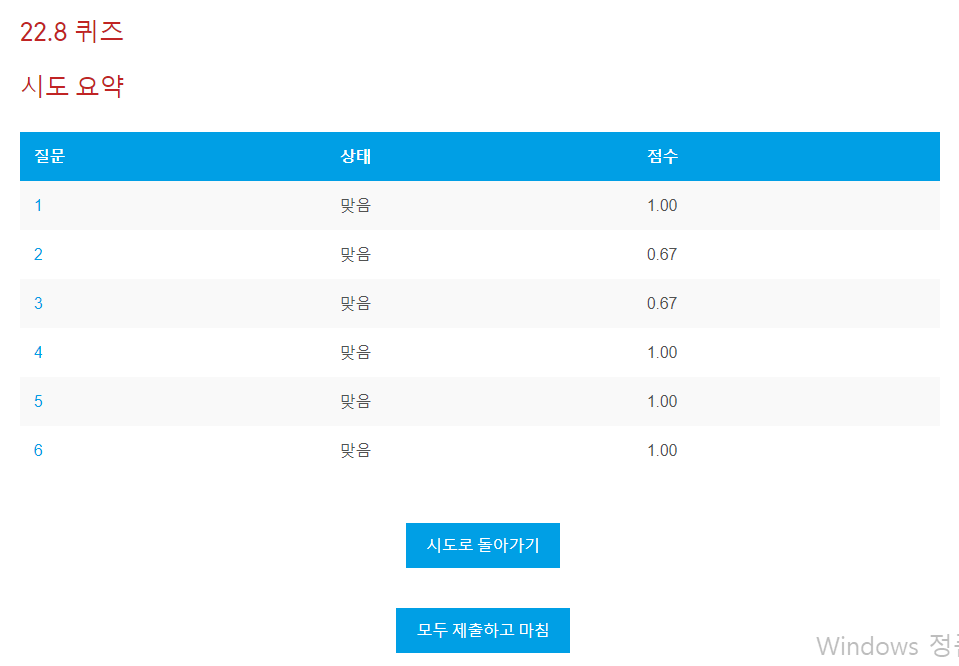 22.8 퀴즈
시도 요약
질문 상태 점수
1 맞음 1.00
2 맞음 0.67
3 맞음 0.67
4 맞음 1.00
5 맞음 1.00
6 맞음 1.00
시도로 돌아가기
모두 제출하고 마침
Windows